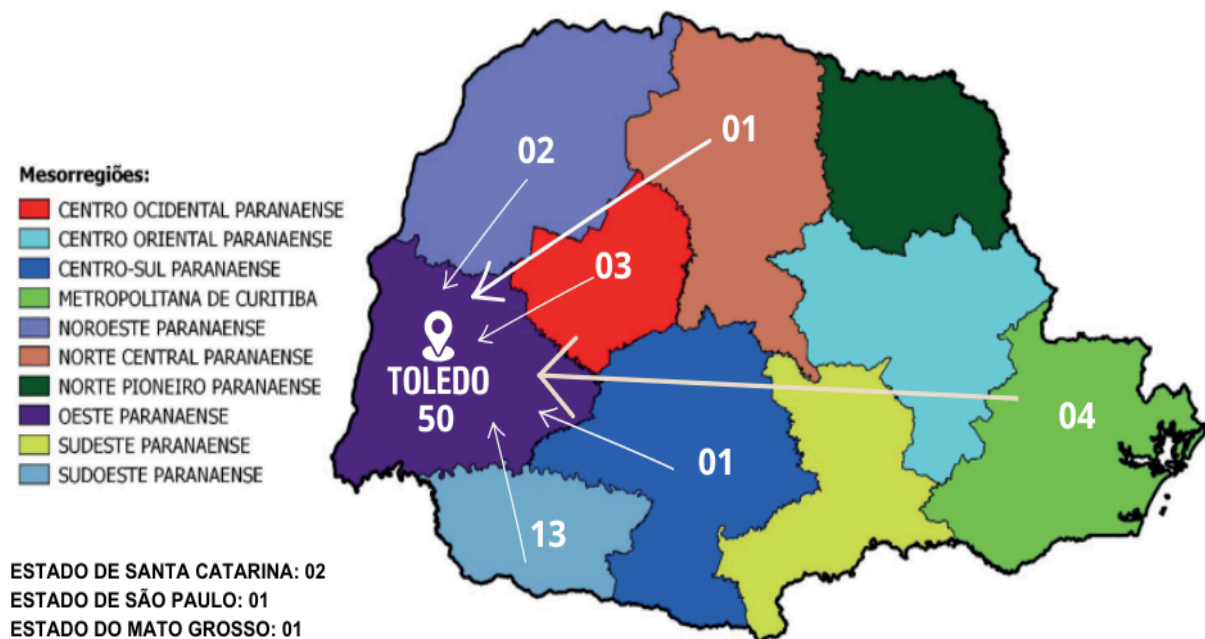 Mesorregiões:
CENTRO OCIDENTAL PARANAENSE
CENTRO ORIENTAL PARANAENSE
CENTRO-SUL PARANAENSE
METROPOLITANA DE CURITIBA
NOROESTE PARANAENSE
NORTE CENTRAL PARANAENSE
NORTE PIONEIRO PARANAENSE
OESTE PARANAENSE
SUDESTE PARANAENSE
SUDOESTE PARANAENSE
01
02
03
TOLEDO
50
04
01
13
ESTADO DE SANTA CATARINA: 02
ESTADO DE SÃO PAULO: 01
ESTADO DO MATO GROSSO: 01